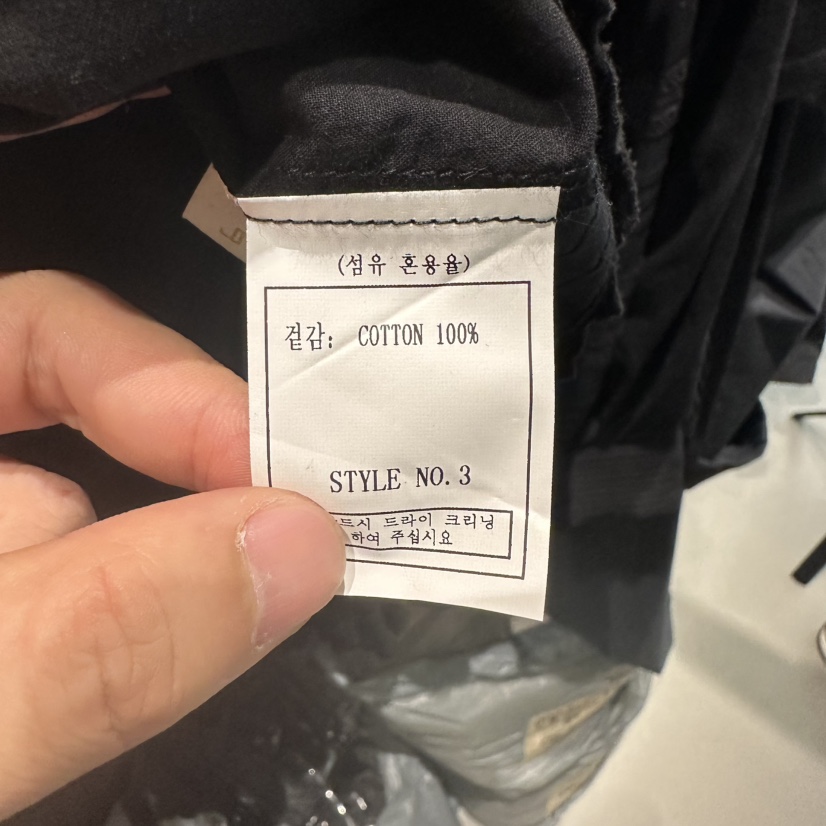 (섬유 혼용율)
겉감: COTTON 100%
STYLE NO. 3
드라이 크리닝
하여 주십시요